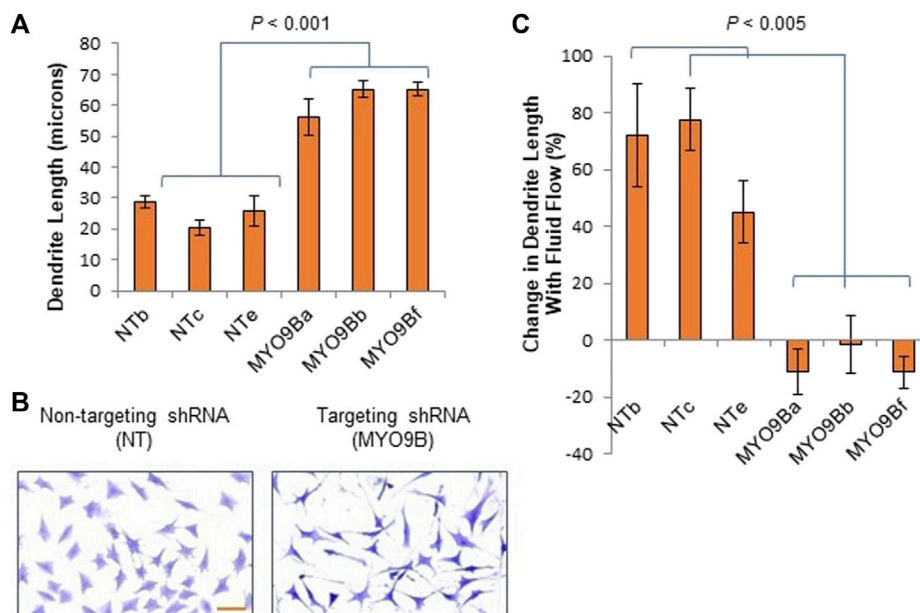 A
P < 0.001
Dendrite Length (microns)
80
70
60
50
40
30
20
10
0
NTb
NTc
NTe
MYO9Ba
MYO9Bb
MYO9Bf
B
Non-targeting shRNA
(NT)
Targeting shRNA
(MYO9B)
C
P < 0.005
Change in Dendrite Length
With Fluid Flow (%)
100
80
60
40
20
0
-20
-40
NTb
NTc
NTe
MYO9Ba
MYO9Bb
MYO9Bf